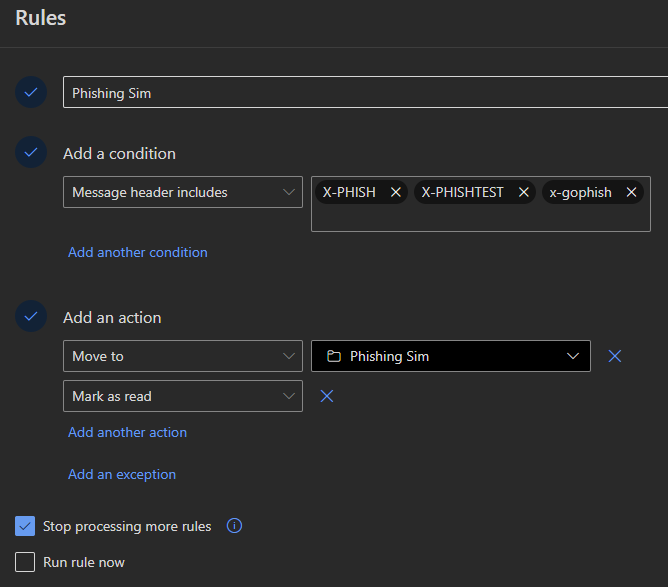 Rules
Phishing Sim
Add a condition
Message header includes X-PHISH X-PHISHTEST x-gophish
Add another condition
Add an action
Move to Phishing Sim
Mark as read
Add another action
Add an exception
Stop processing more rules
Run rule now